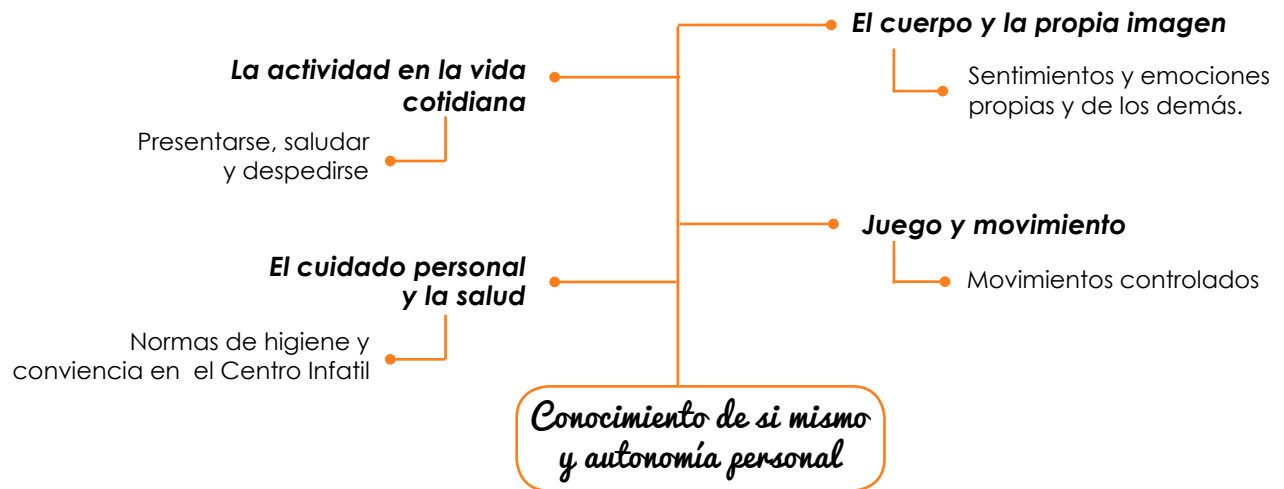 El cuerpo y la propia imagen
Sentimientos y emociones
propias y de los demás.
La actividad en la vida
cotidiana
Presentarse, saludar
y despedirse
Juego y movimiento
Movimientos controlados
El cuidado personal
y la salud
Normas de higiene y
conviencia en el Centro Infatil
Conocimiento de si mismo
y autonomía personal